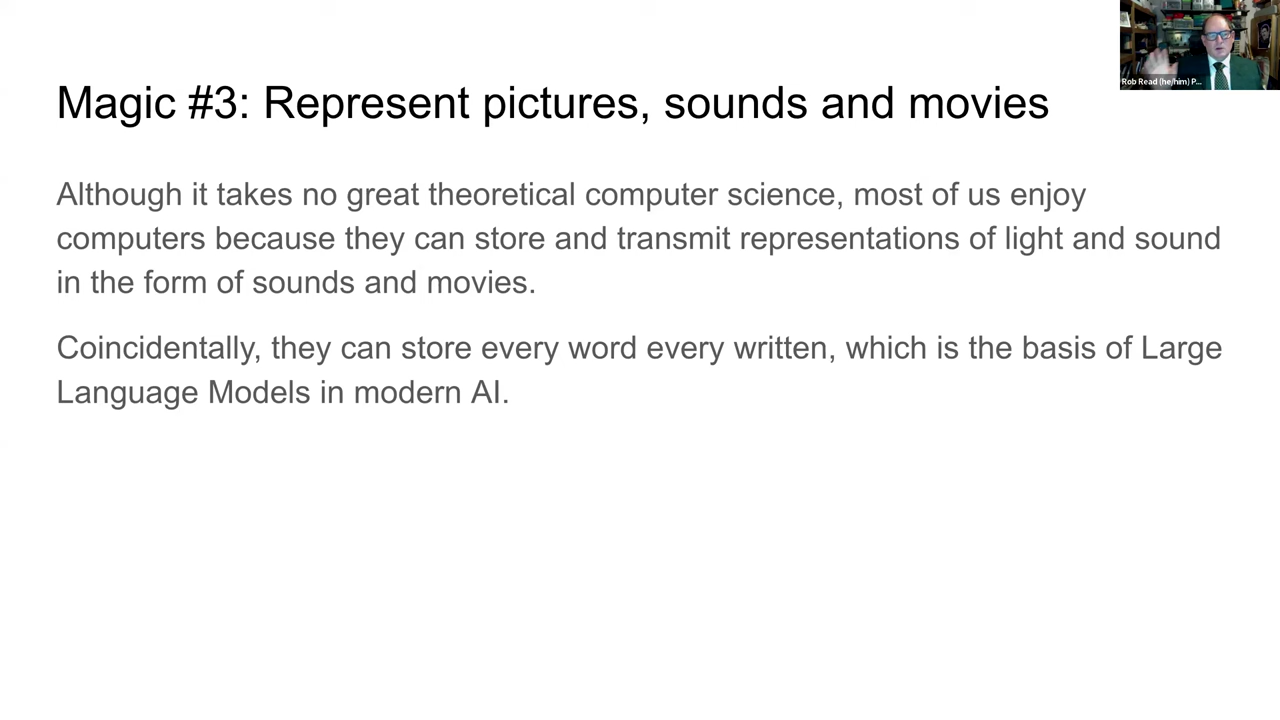 Magic #3: Represent pictures, sounds and movies
Rob Read (he/him) P...
Although it takes no great theoretical computer science, most of us enjoy
computers because they can store and transmit representations of light and sound
in the form of sounds and movies.
Coincidentally, they can store every word every written, which is the basis of Large
Language Models in modern AI.